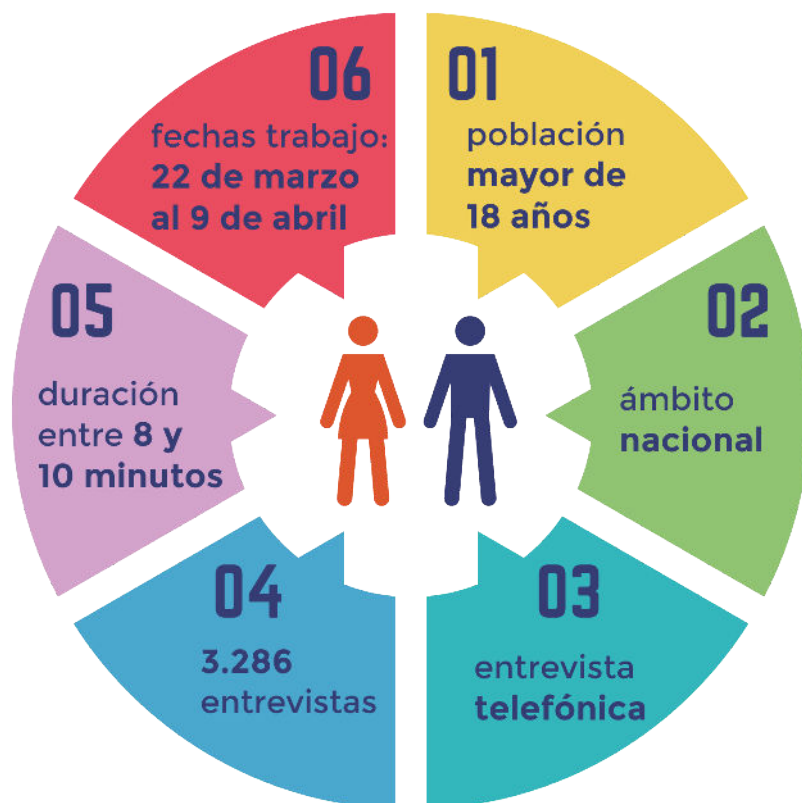 01
población
mayor de
18 años
02
ámbito
nacional
03
entrevista
telefónica
04
3.286
entrevistas
05
duración
entre 8 y
10 minutos
06
fechas trabajo:
22 de marzo
al 9 de abril